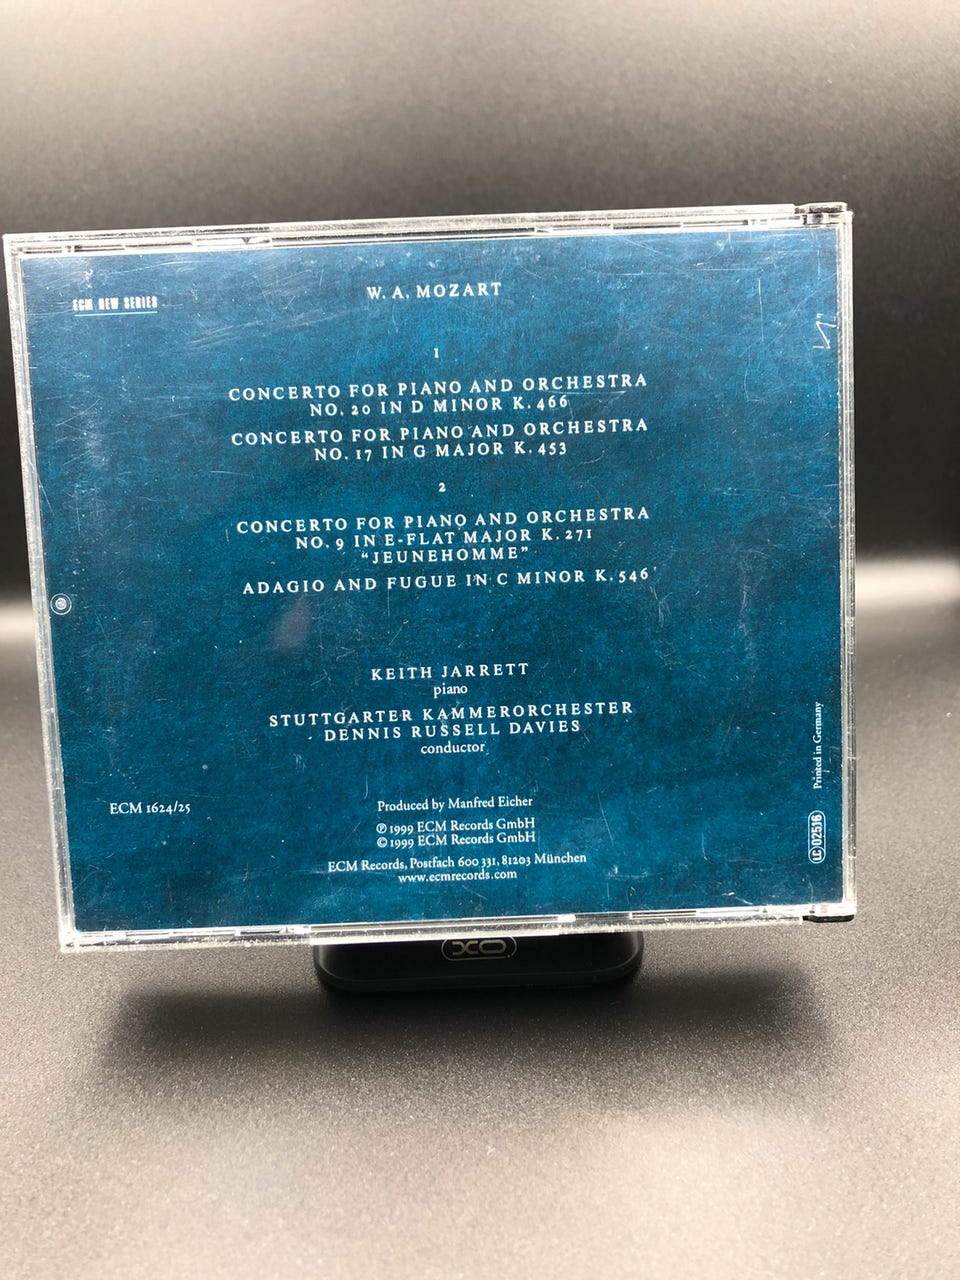 ECM NEW SERIES
W. A. MOZART
1
CONCERTO FOR PIANO AND ORCHESTRA
NO. 20 IN D MINOR K. 466
CONCERTO FOR PIANO AND ORCHESTRA
NO. 17 IN G MAJOR K. 453
2
CONCERTO FOR PIANO AND ORCHESTRA
NO. 9 IN E-FLAT MAJOR K. 271
“JEUNEHOMME”
ADAGIO AND FUGUE IN C MINOR K. 546
KEITH JARRETT
piano
STUTTGARTER KAMMERORCHESTER
DENNIS RUSSELL DAVIES
conductor
ECM 1624/25
Produced by Manfred Eicher
℗ 1999 ECM Records GmbH
© 1999 ECM Records GmbH
ECM Records, Postfach 600 331, 81203 München
www.ecmrecords.com
Printed in Germany
LC 02516
XO